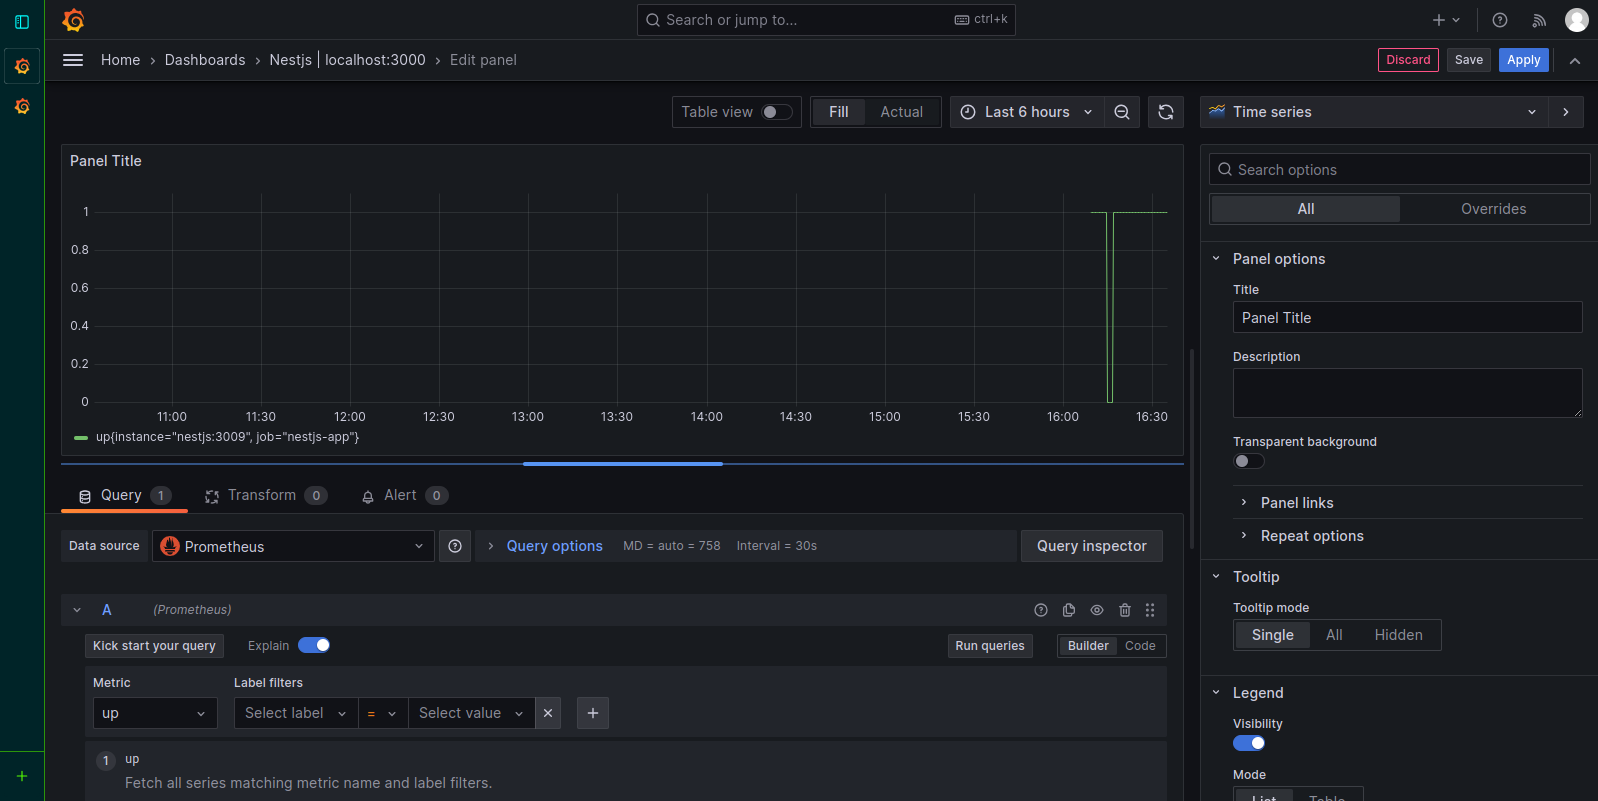 Search or jump to...
ctrl+k
Home › Dashboards › Nestjs | localhost:3000 › Edit panel
Discard
Save
Apply
Table view
Fill
Actual
Last 6 hours
Time series
Panel Title
1
0.8
0.6
0.4
0.2
0
11:00 11:30 12:00 12:30 13:00 13:30 14:00 14:30 15:00 15:30 16:00 16:30
up{instance="nestjs:3009", job="nestjs-app"}
Query 1
Transform 0
Alert 0
Data source
Prometheus
Query options
MD = auto = 758
Interval = 30s
Query inspector
A
(Prometheus)
Kick start your query
Explain
Run queries
Builder
Code
Metric
Label filters
up
Select label
=
Select value
1
up
Fetch all series matching metric name and label filters.
Search options
All
Overrides
Panel options
Title
Panel Title
Description
Transparent background
Panel links
Repeat options
Tooltip
Tooltip mode
Single
All
Hidden
Legend
Visibility
Mode
List
Table